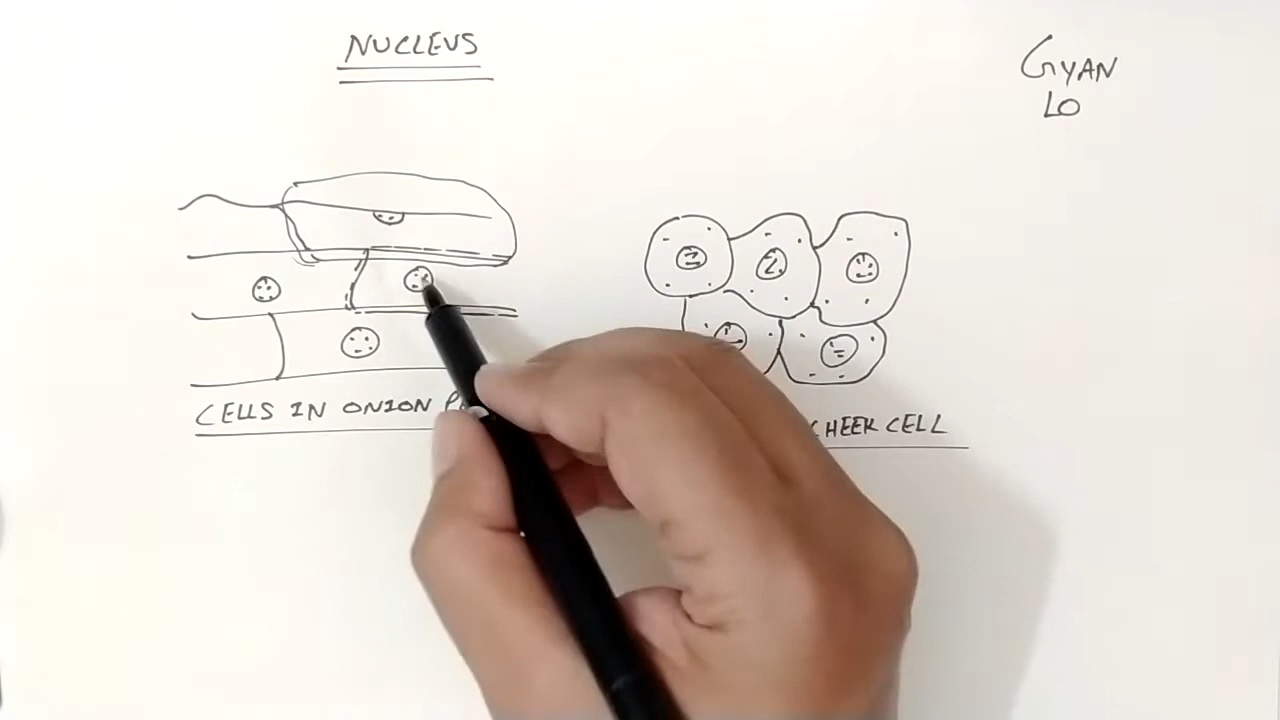 NUCLEUS
GYAN
LO
CELLS IN ONION
CHEEK CELL